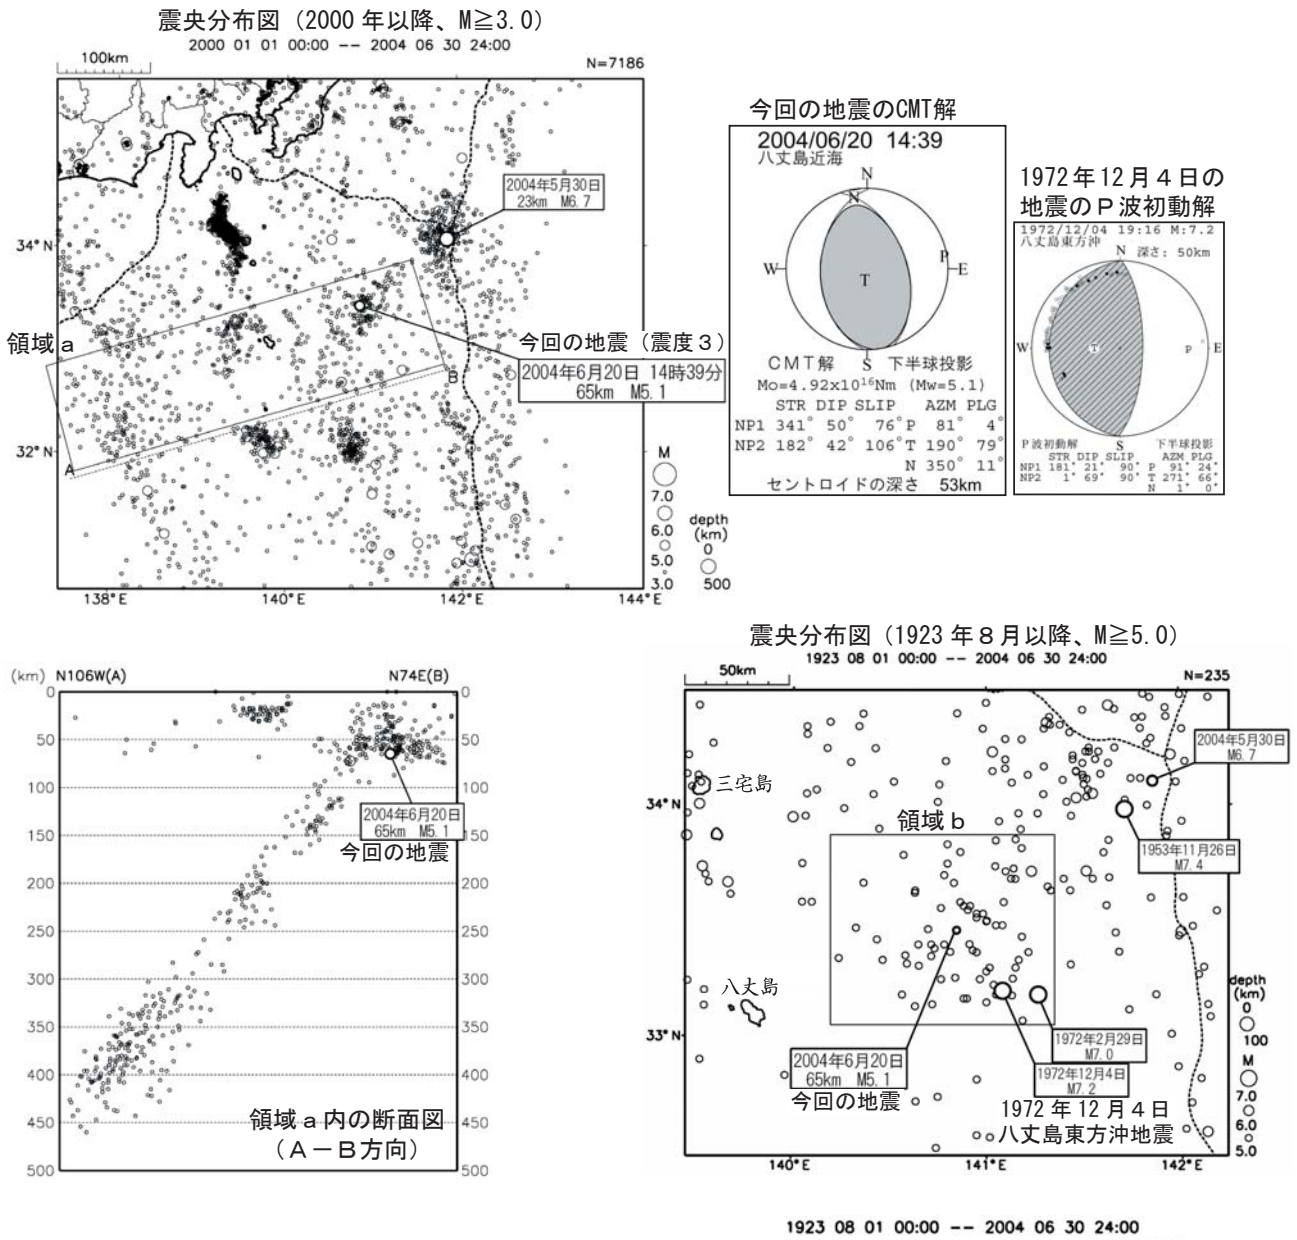 震央分布図（2000年以降、M≧3.0）
2000 01 01 00:00 -- 2004 06 30 24:00
100km
N=7186
2004年5月30日
23km M6.7
34°N
32°N
領域a
今回の地震（震度３）
2004年6月20日 14時39分
65km M5.1
A
B
138°E
140°E
142°E
144°E
M
7.0
6.0
5.0
3.0
depth
(km)
0
500
今回の地震のCMT解
2004/06/20 14:39
八丈島近海
N
N
W
E
P
T
S
CMT解 下半球投影
Mo=4.92x10¹⁶Nm (Mw=5.1)
STR DIP SLIP AZM PLG
NP1 341° 50° 76° P 81° 4°
NP2 182° 42° 106° T 190° 79°
N 350° 11°
セントロイドの深さ 53km
1972年12月４日の
地震のＰ波初動解
1972/12/04 19:16 M:7.2
八丈島東方沖
N 深さ: 50km
W
T
P
E
S
P波初動解 下半球投影
STR DIP SLIP AZM PLG
NP1 181° 21° 90° P 91° 24°
NP2 1° 69° 90° T 271° 66°
N 1° 0°
(km) N106W(A) N74E(B)
0 0
50 50
100 100
150 150
200 200
250 250
300 300
350 350
400 400
450 450
500 500
2004年6月20日
65km M5.1
今回の地震
領域ａ内の断面図
（Ａ－Ｂ方向）
震央分布図（1923年８月以降、M≧5.0）
1923 08 01 00:00 -- 2004 06 30 24:00
50km
N=235
2004年5月30日
M6.7
三宅島
34°N
領域ｂ
1953年11月26日
M7.4
八丈島
33°N
1972年2月29日
M7.0
1972年12月4日
M7.2
2004年6月20日
65km M5.1
今回の地震
1972年12月４日
八丈島東方沖地震
140°E
141°E
142°E
depth
(km)
0
100
M
7.0
6.0
5.0
1923 08 01 00:00 -- 2004 06 30 24:00